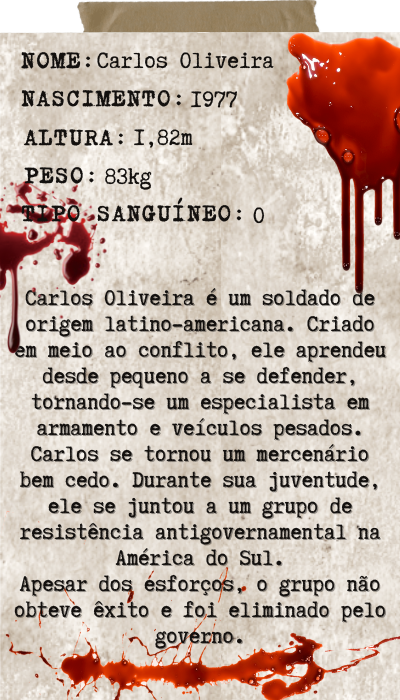 NOME: Carlos Oliveira
NASCIMENTO: 1977
ALTURA: 1,82m
PESO: 83kg
TIPO SANGUÍNEO: O
Carlos Oliveira é um soldado de
origem latino-americana. Criado
em meio ao conflito, ele aprendeu
desde pequeno a se defender,
tornando-se um especialista em
armamento e veículos pesados.
Carlos se tornou um mercenário
bem cedo. Durante sua juventude,
ele se juntou a um grupo de
resistência antigovernamental na
América do Sul.
Apesar dos esforços, o grupo não
obteve êxito e foi eliminado pelo
governo.